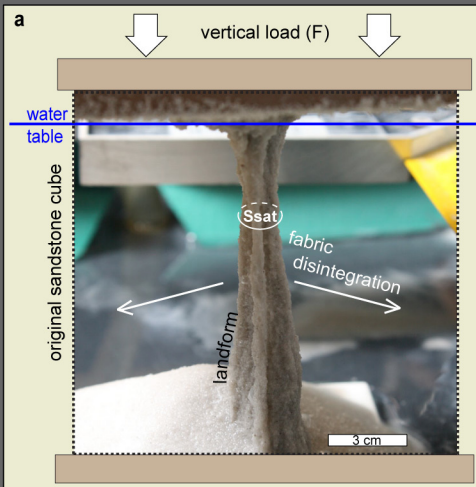 a
vertical load (F)
water
table
original sandstone cube
Ssat
fabric
disintegration
landform
3 cm